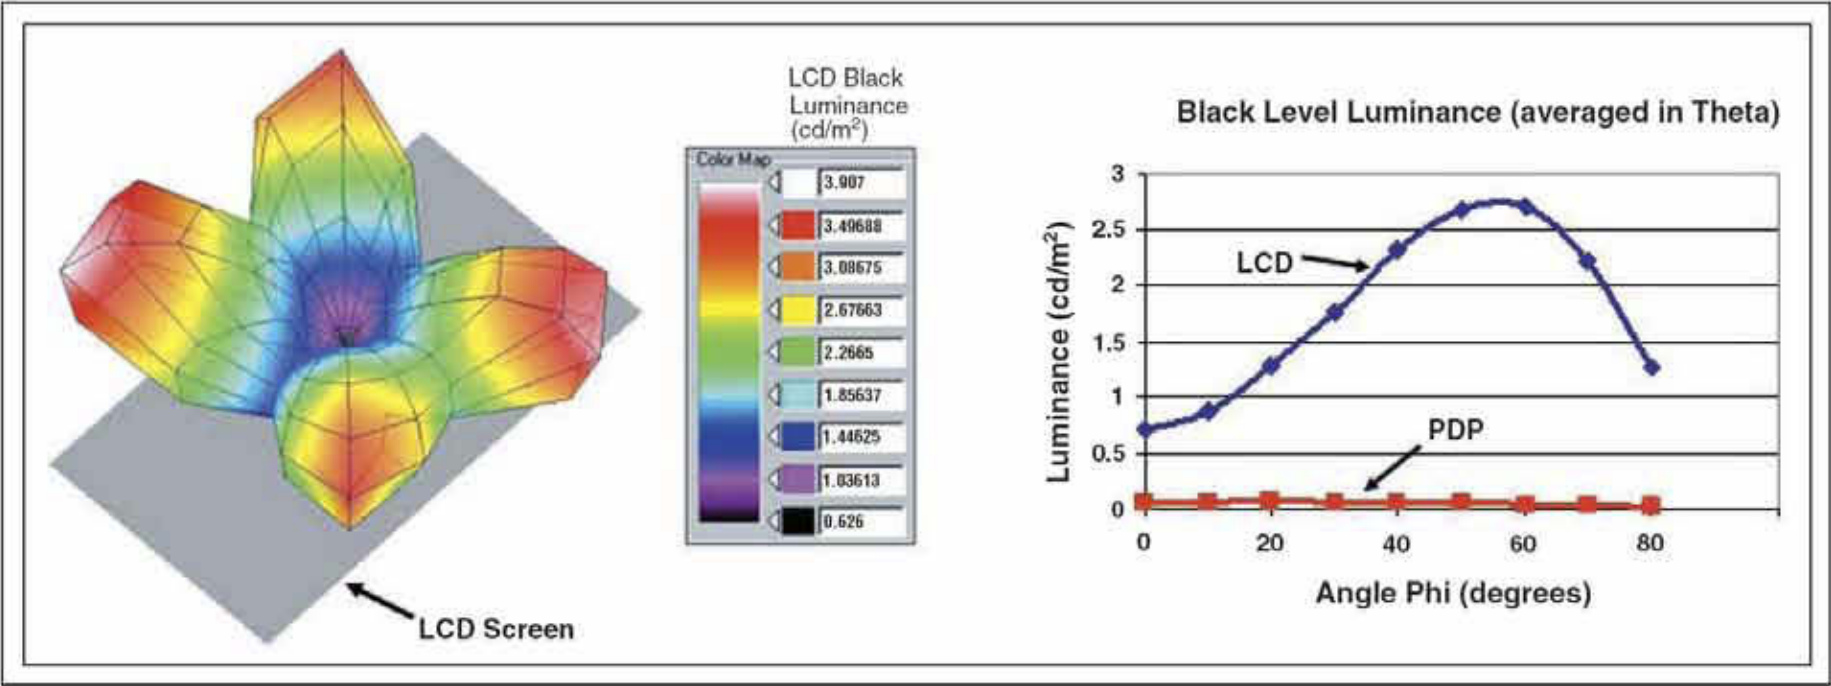 LCD Black
Luminance
(cd/m²)
Color Map
3.907
3.49688
3.08675
2.67663
2.2665
1.85637
1.44625
1.03613
0.626
LCD Screen
Black Level Luminance (averaged in Theta)
Luminance (cd/m²)
3
2.5
2
1.5
1
0.5
0
LCD
PDP
0 20 40 60 80
Angle Phi (degrees)